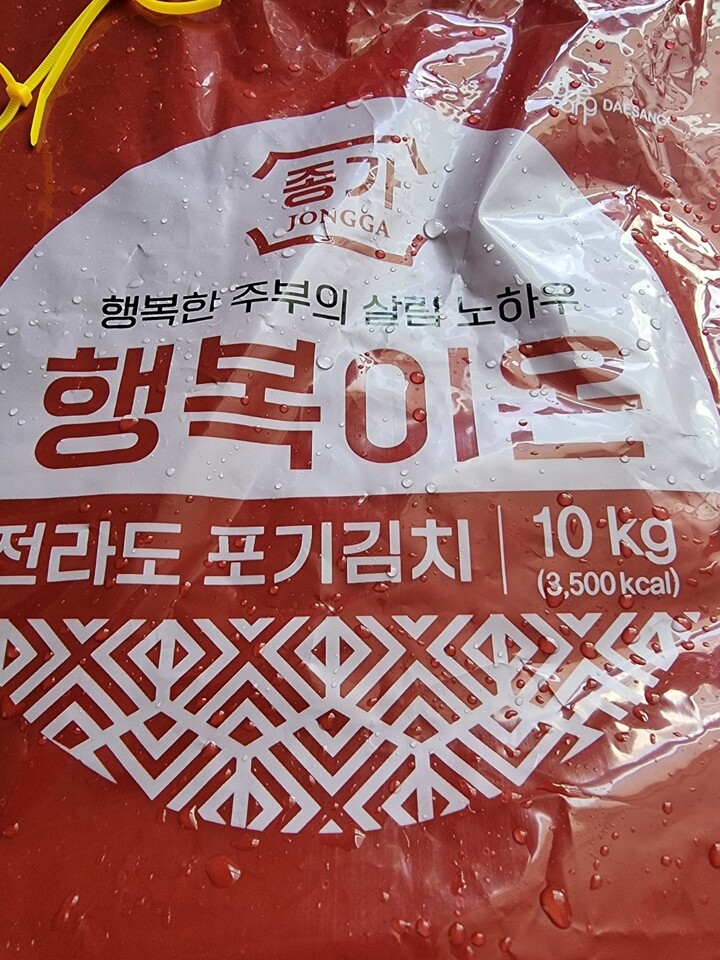 DAESANG
종가
JONGGA
행복한 주부의 살림 노하우
행복이온
전라도 포기김치
10 kg
(3,500 kcal)